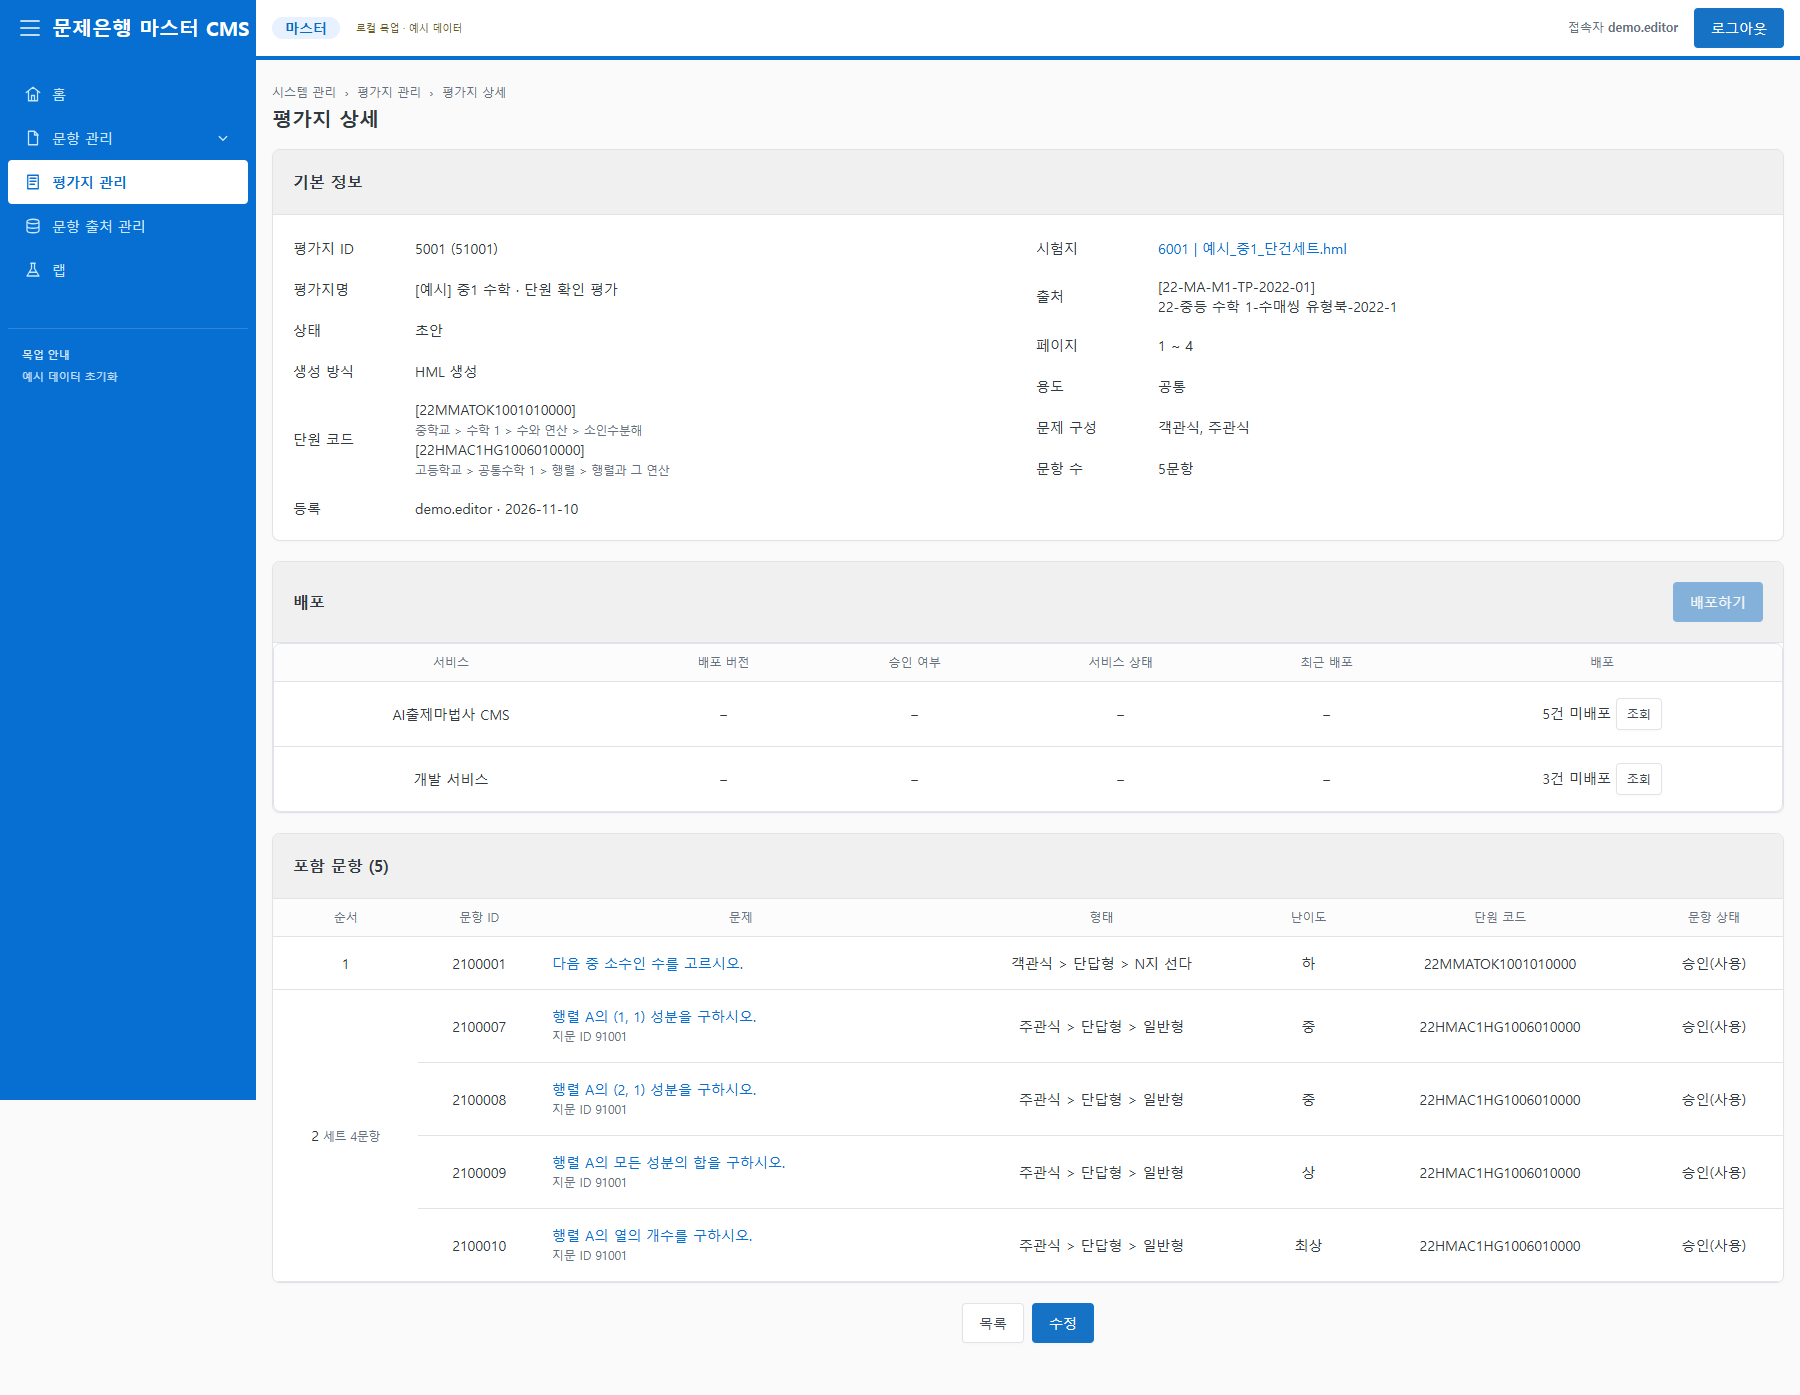 문제은행 마스터 CMS
마스터
로컬 목업 · 예시 데이터
접속자 demo.editor
로그아웃
홈
문항 관리
평가지 관리
문항 출처 관리
랩
목업 안내
예시 데이터 초기화
시스템 관리 › 평가지 관리 › 평가지 상세
평가지 상세
기본 정보
평가지 ID 5001 (51001)
평가지명 [예시] 중1 수학 · 단원 확인 평가
상태 초안
생성 방식 HML 생성
단원 코드
[22MMATOK1001010000]
중학교 > 수학 1 > 수와 연산 > 소인수분해
[22HMAC1HG1006010000]
고등학교 > 공통수학 1 > 행렬 > 행렬과 그 연산
등록 demo.editor · 2026-11-10
시험지 6001 | 예시_중1_단건세트.hml
출처
[22-MA-M1-TP-2022-01]
22-중등 수학 1-수매씽 유형북-2022-1
페이지 1 ~ 4
용도 공통
문제 구성 객관식, 주관식
문항 수 5문항
배포
배포하기
서비스 배포 버전 승인 여부 서비스 상태 최근 배포 배포
AI출제마법사 CMS – – – – 5건 미배포 조회
개발 서비스 – – – – 3건 미배포 조회
포함 문항 (5)
순서 문항 ID 문제 형태 난이도 단원 코드 문항 상태
1 2100001 다음 중 소수인 수를 고르시오. 객관식 > 단답형 > N지 선다 하 22MMATOK1001010000 승인(사용)
2 세트 4문항
2100007 행렬 A의 (1, 1) 성분을 구하시오. 주관식 > 단답형 > 일반형 중 22HMAC1HG1006010000 승인(사용)
지문 ID 91001
2100008 행렬 A의 (2, 1) 성분을 구하시오. 주관식 > 단답형 > 일반형 중 22HMAC1HG1006010000 승인(사용)
지문 ID 91001
2100009 행렬 A의 모든 성분의 합을 구하시오. 주관식 > 단답형 > 일반형 상 22HMAC1HG1006010000 승인(사용)
지문 ID 91001
2100010 행렬 A의 열의 개수를 구하시오. 주관식 > 단답형 > 일반형 최상 22HMAC1HG1006010000 승인(사용)
지문 ID 91001
목록
수정